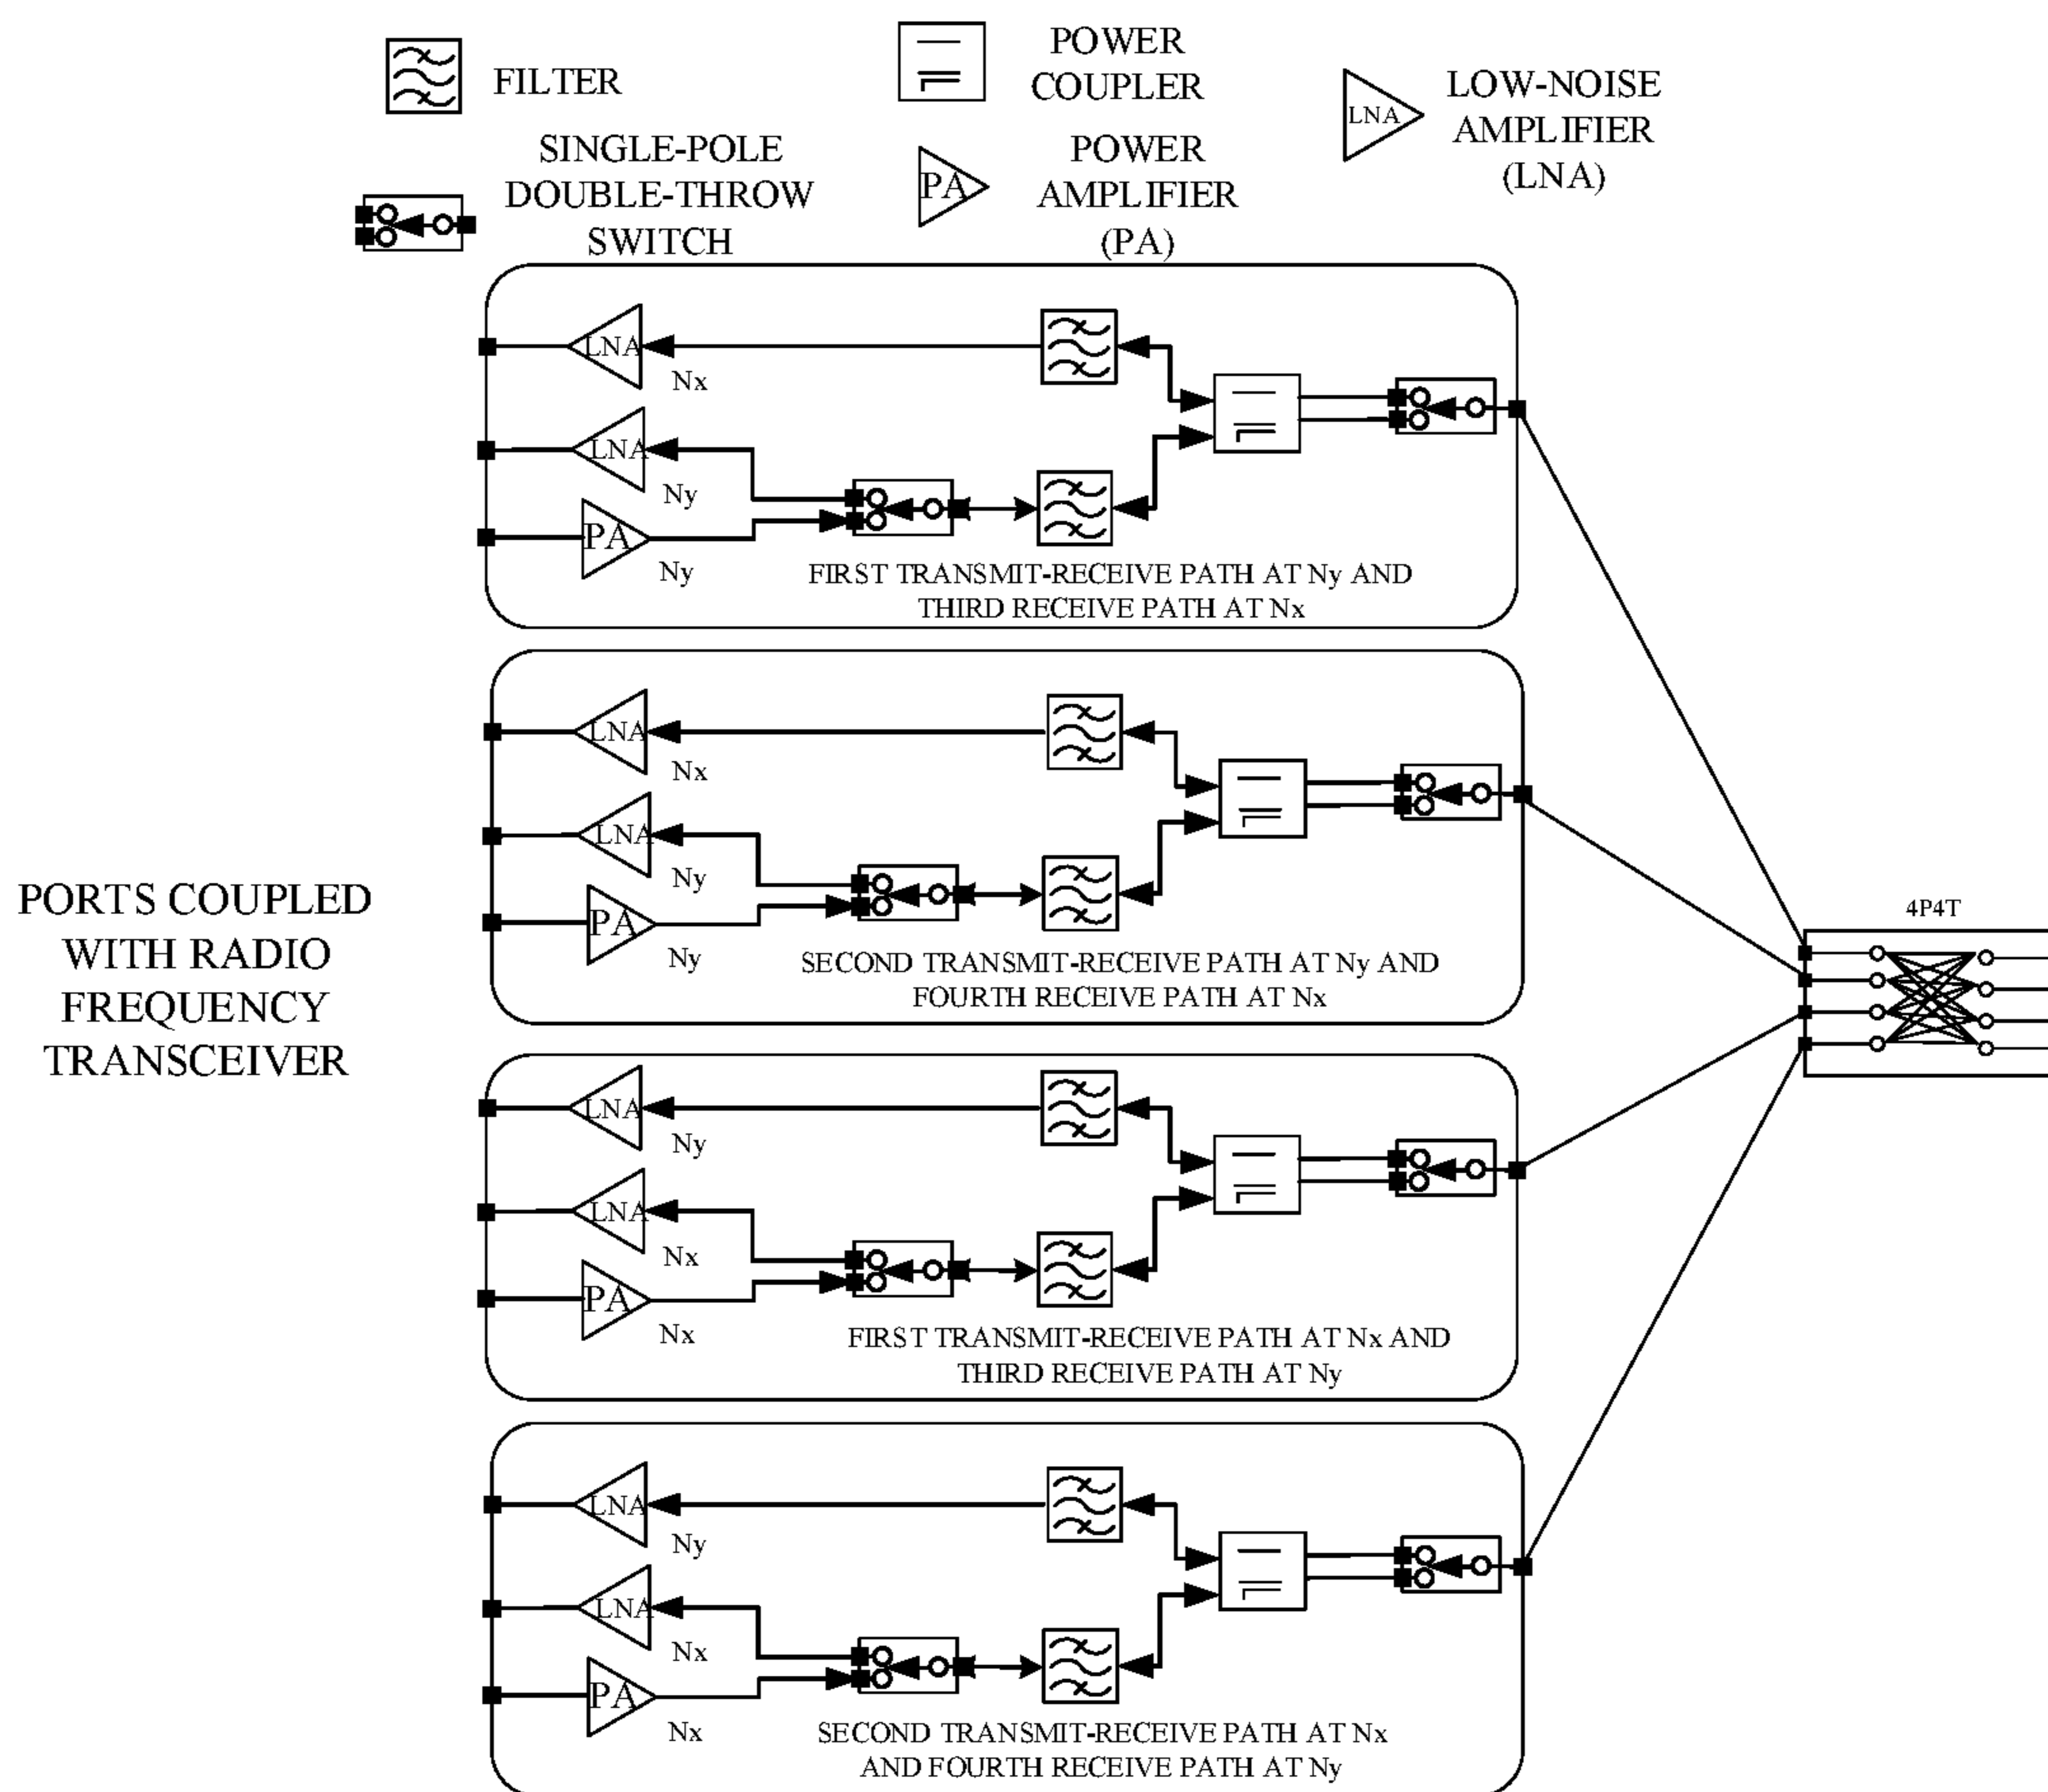 FILTER
POWER
COUPLER
LNA
LOW-NOISE
AMPLIFIER
(LNA)
SINGLE-POLE
DOUBLE-THROW
SWITCH
PA
POWER
AMPLIFIER
(PA)
LNA
Nx
LNA
Ny
PA
Ny
FIRST TRANSMIT-RECEIVE PATH AT Ny AND
THIRD RECEIVE PATH AT Nx
LNA
Nx
LNA
Ny
PA
Ny
SECOND TRANSMIT-RECEIVE PATH AT Ny AND
FOURTH RECEIVE PATH AT Nx
PORTS COUPLED
WITH RADIO
FREQUENCY
TRANSCEIVER
4P4T
LNA
Ny
LNA
Nx
PA
Nx
FIRST TRANSMIT-RECEIVE PATH AT Nx AND
THIRD RECEIVE PATH AT Ny
LNA
Ny
LNA
Nx
PA
Nx
SECOND TRANSMIT-RECEIVE PATH AT Nx
AND FOURTH RECEIVE PATH AT Ny